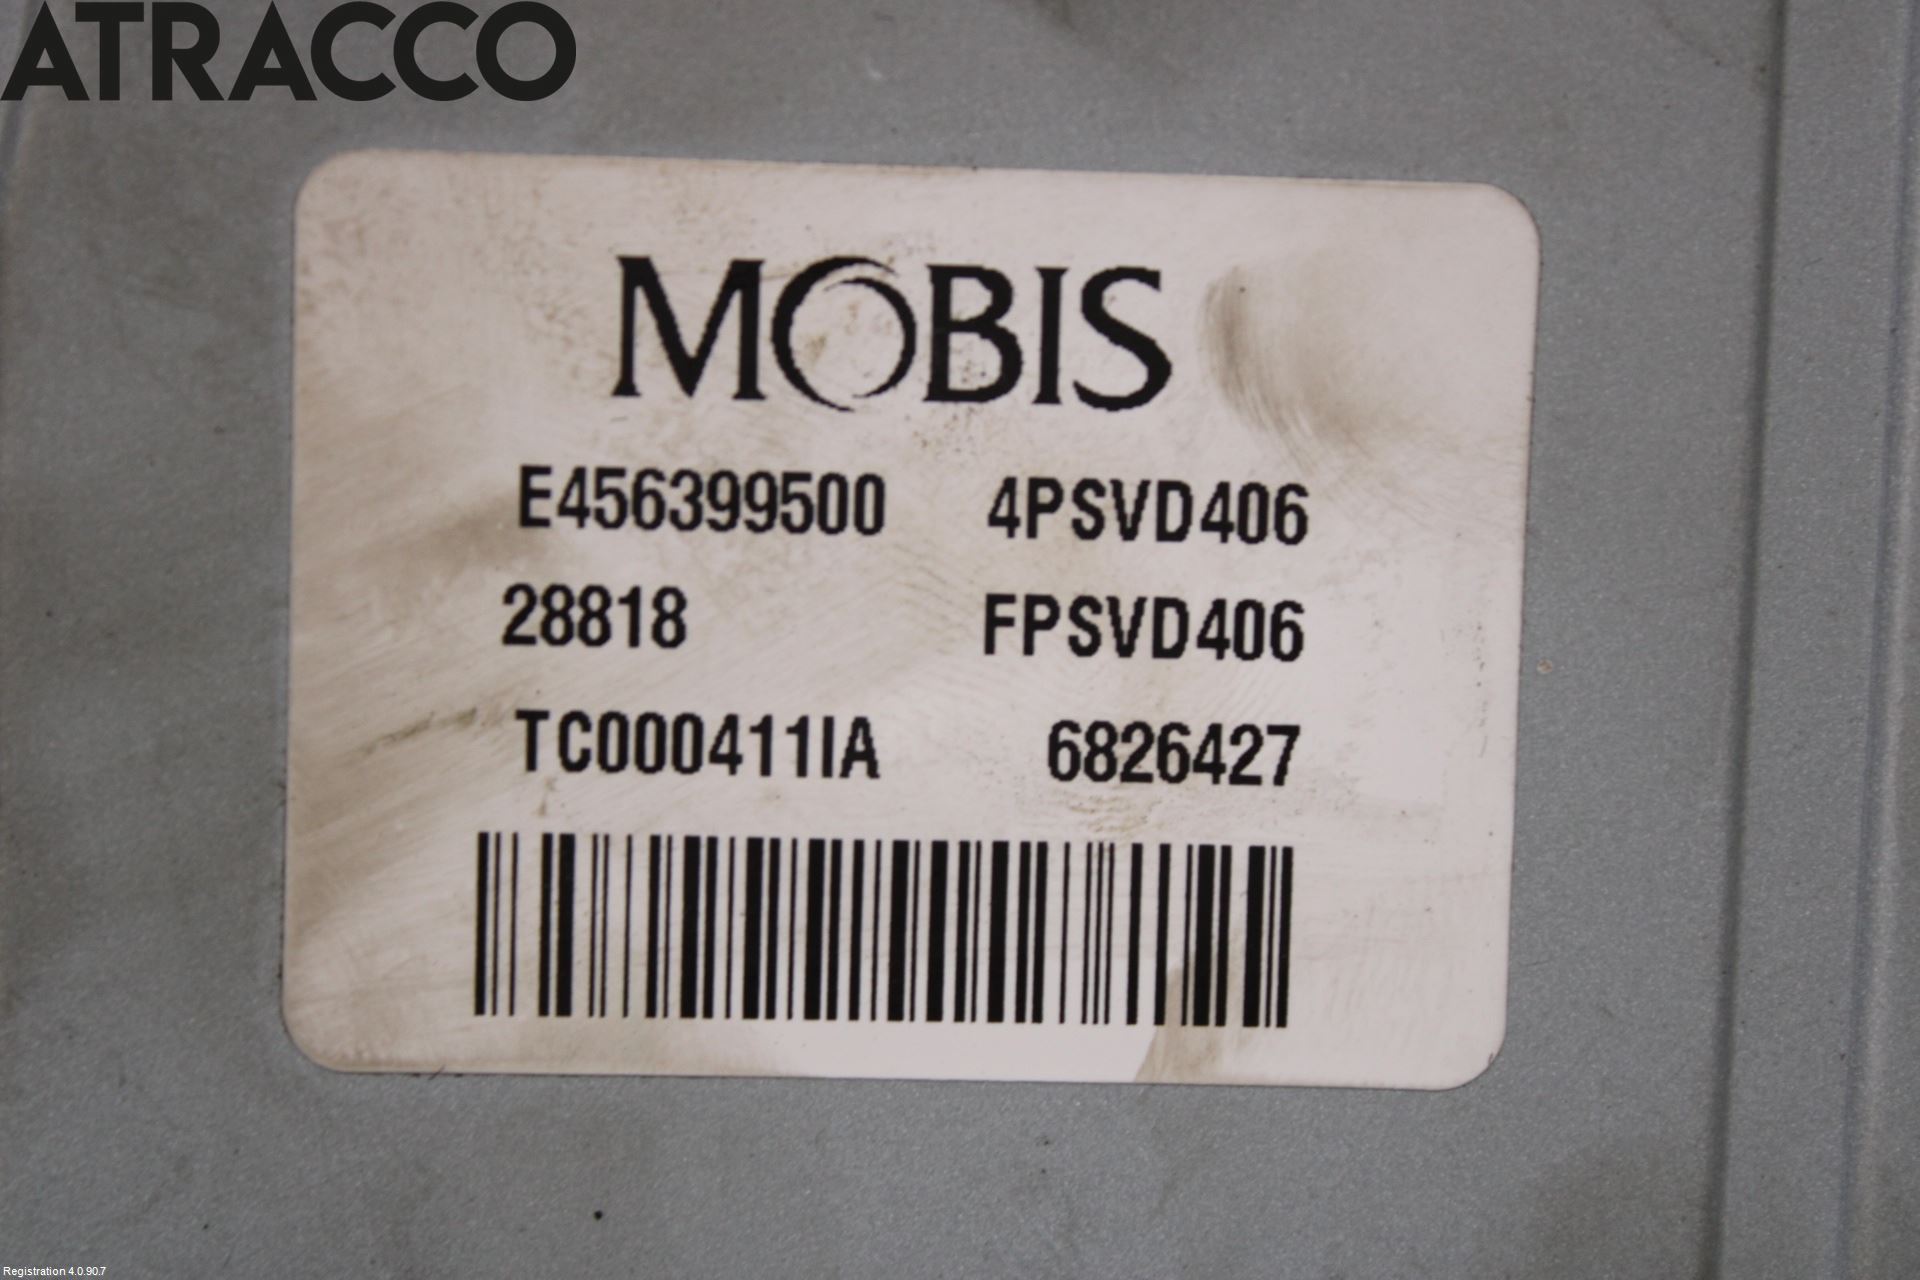 ATRACCO
MOBIS
E456399500 4PSVD406
28818 FPSVD406
TC000411IA 6826427
Registration 4.0.90.7